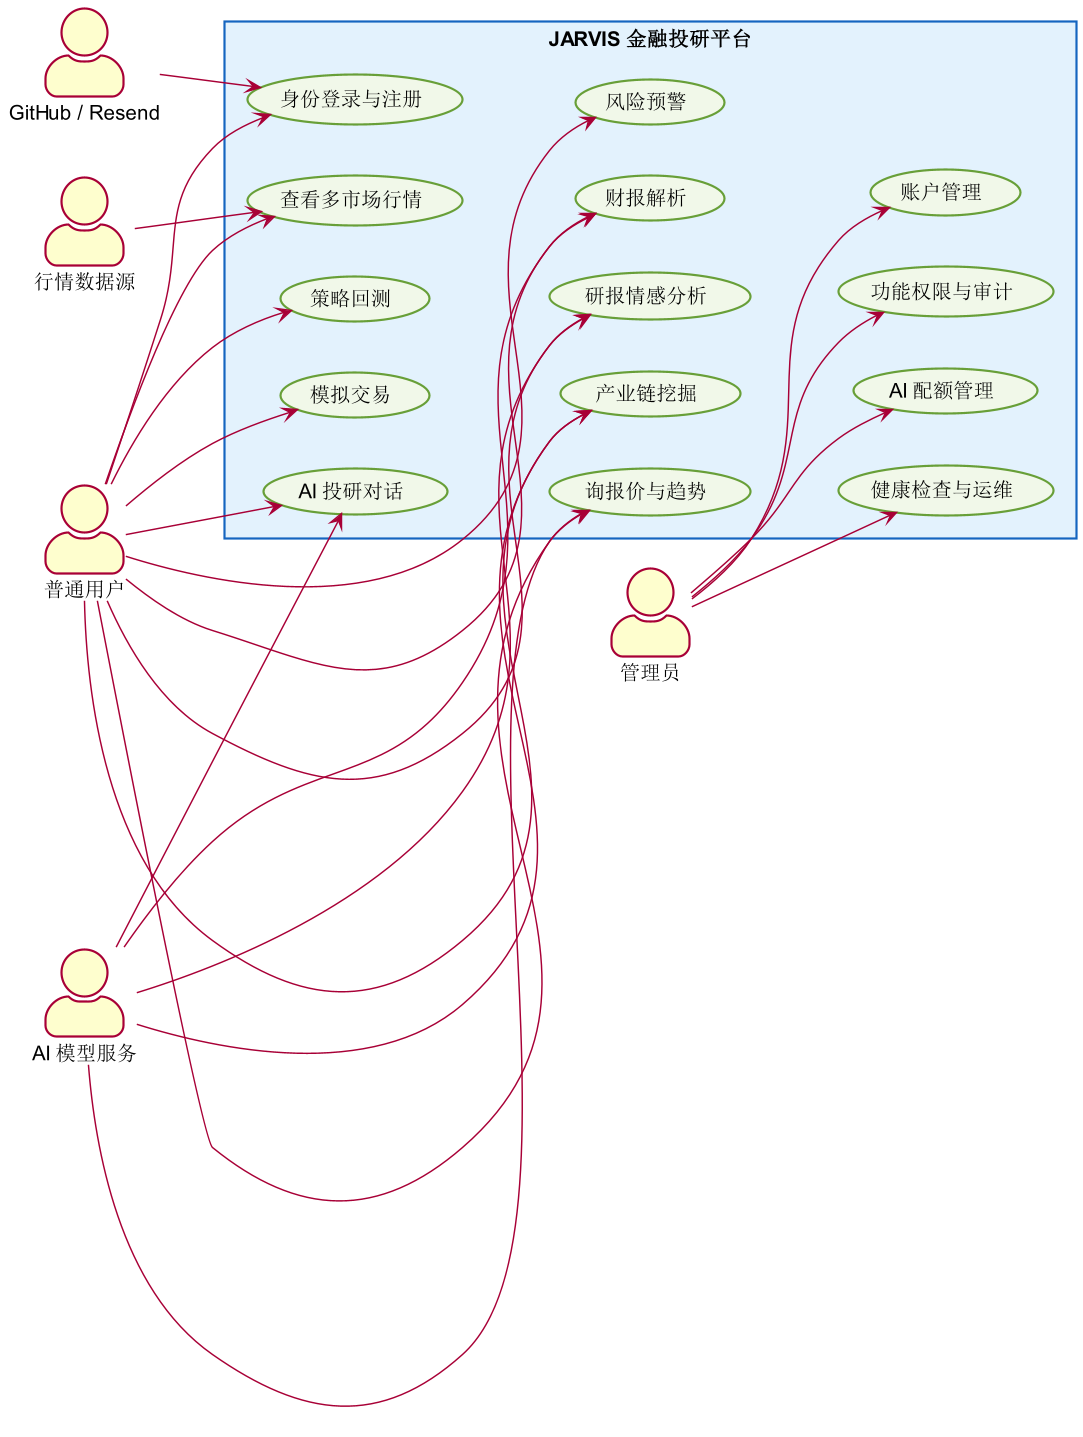 GitHub / Resend
行情数据源
普通用户
AI 模型服务
JARVIS 金融投研平台
身份登录与注册
查看多市场行情
策略回测
模拟交易
AI 投研对话
风险预警
财报解析
研报情感分析
产业链挖掘
询报价与趋势
账户管理
功能权限与审计
AI 配额管理
健康检查与运维
管理员